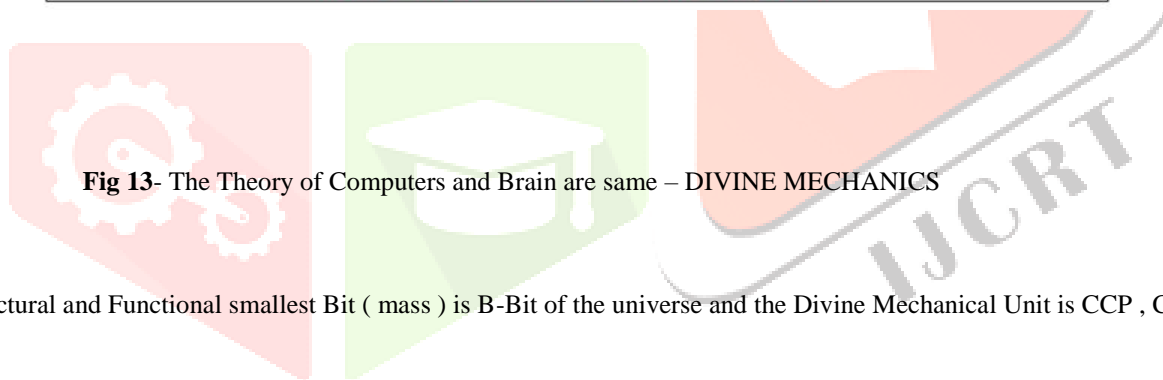 Fig 13- The Theory of Computers and Brain are same – DIVINE MECHANICS
IJCRT
ctural and Functional smallest Bit ( mass ) is B-Bit of the universe and the Divine Mechanical Unit is CCP , C